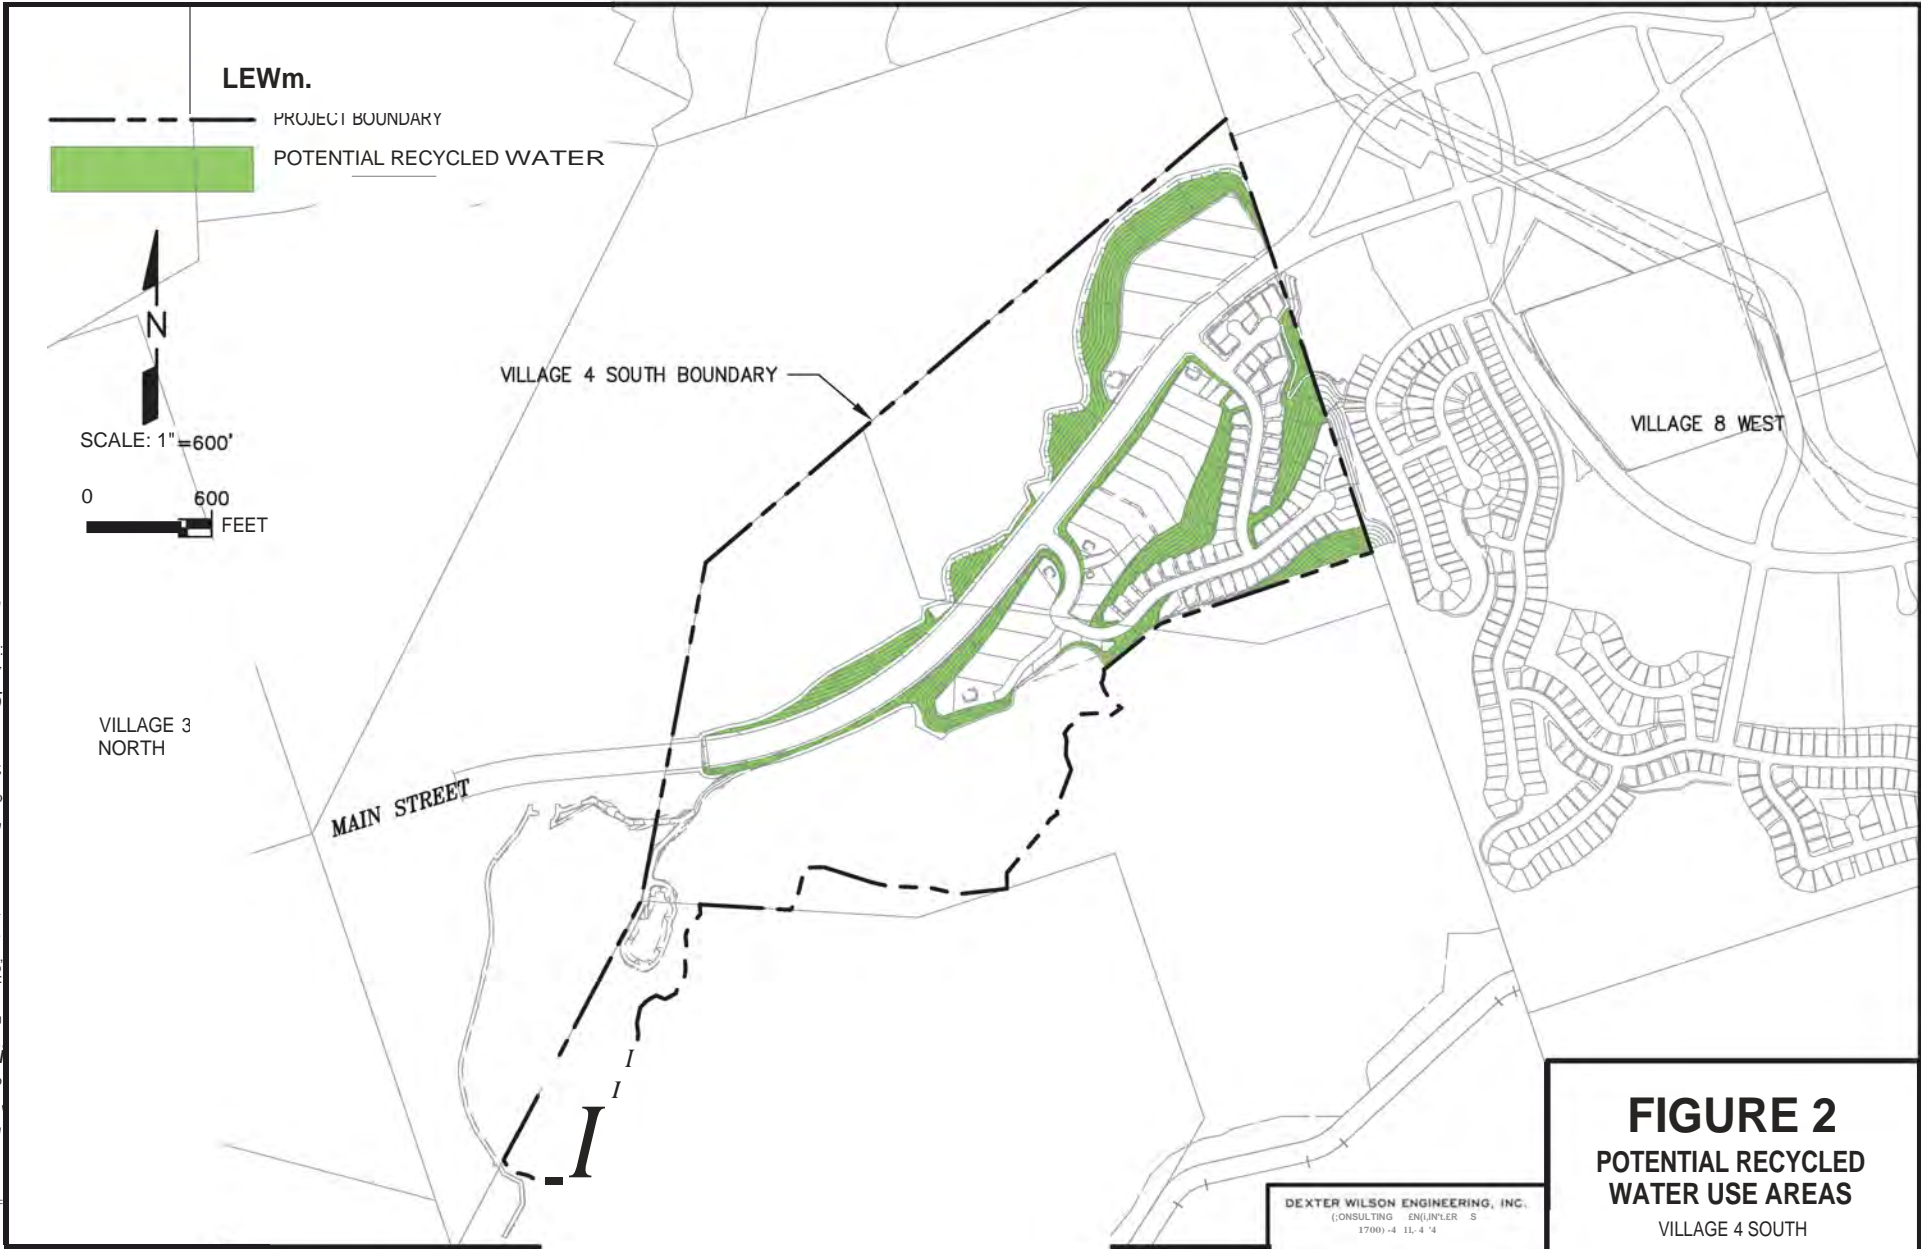 LEWm.
PROJECT BOUNDARY
POTENTIAL RECYCLED WATER
N
SCALE: 1"=600'
0 600
FEET
VILLAGE 4 SOUTH BOUNDARY
VILLAGE 8 WEST
VILLAGE 3
NORTH
MAIN STREET
I
I
I
FIGURE 2
POTENTIAL RECYCLED
WATER USE AREAS
VILLAGE 4 SOUTH
DEXTER WILSON ENGINEERING, INC.
(;ONSULTING